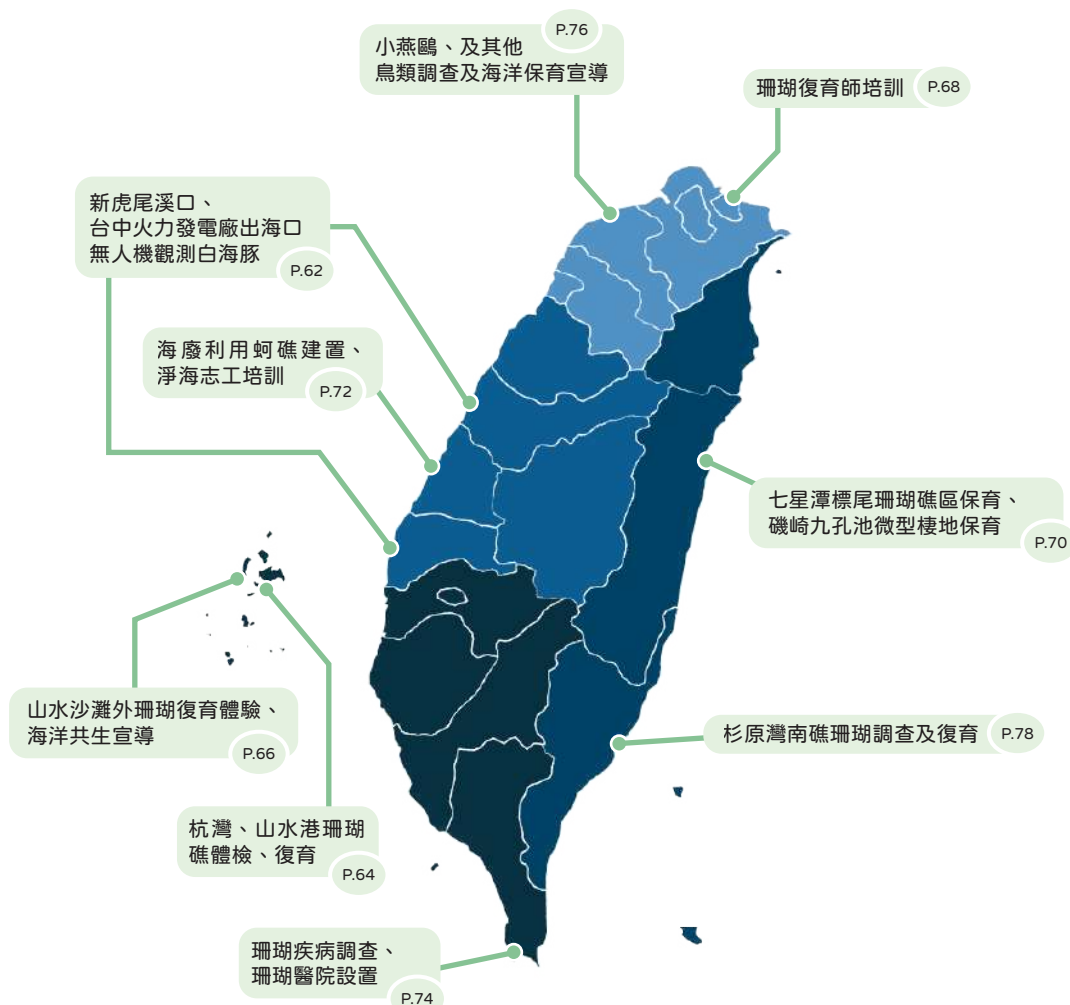 小燕鷗、及其他
鳥類調查及海洋保育宣導
P.76
珊瑚復育師培訓
P.68
新虎尾溪口、
台中火力發電廠出海口
無人機觀測白海豚
P.62
海廢利用蚵礁建置、
淨海志工培訓
P.72
七星潭標尾珊瑚礁區保育、
磯崎九孔池微型棲地保育
P.70
山水沙灘外珊瑚復育體驗、
海洋共生宣導
P.66
杉原灣南礁珊瑚調查及復育
P.78
杭灣、山水港珊瑚
礁體檢、復育
P.64
珊瑚疾病調查、
珊瑚醫院設置
P.74